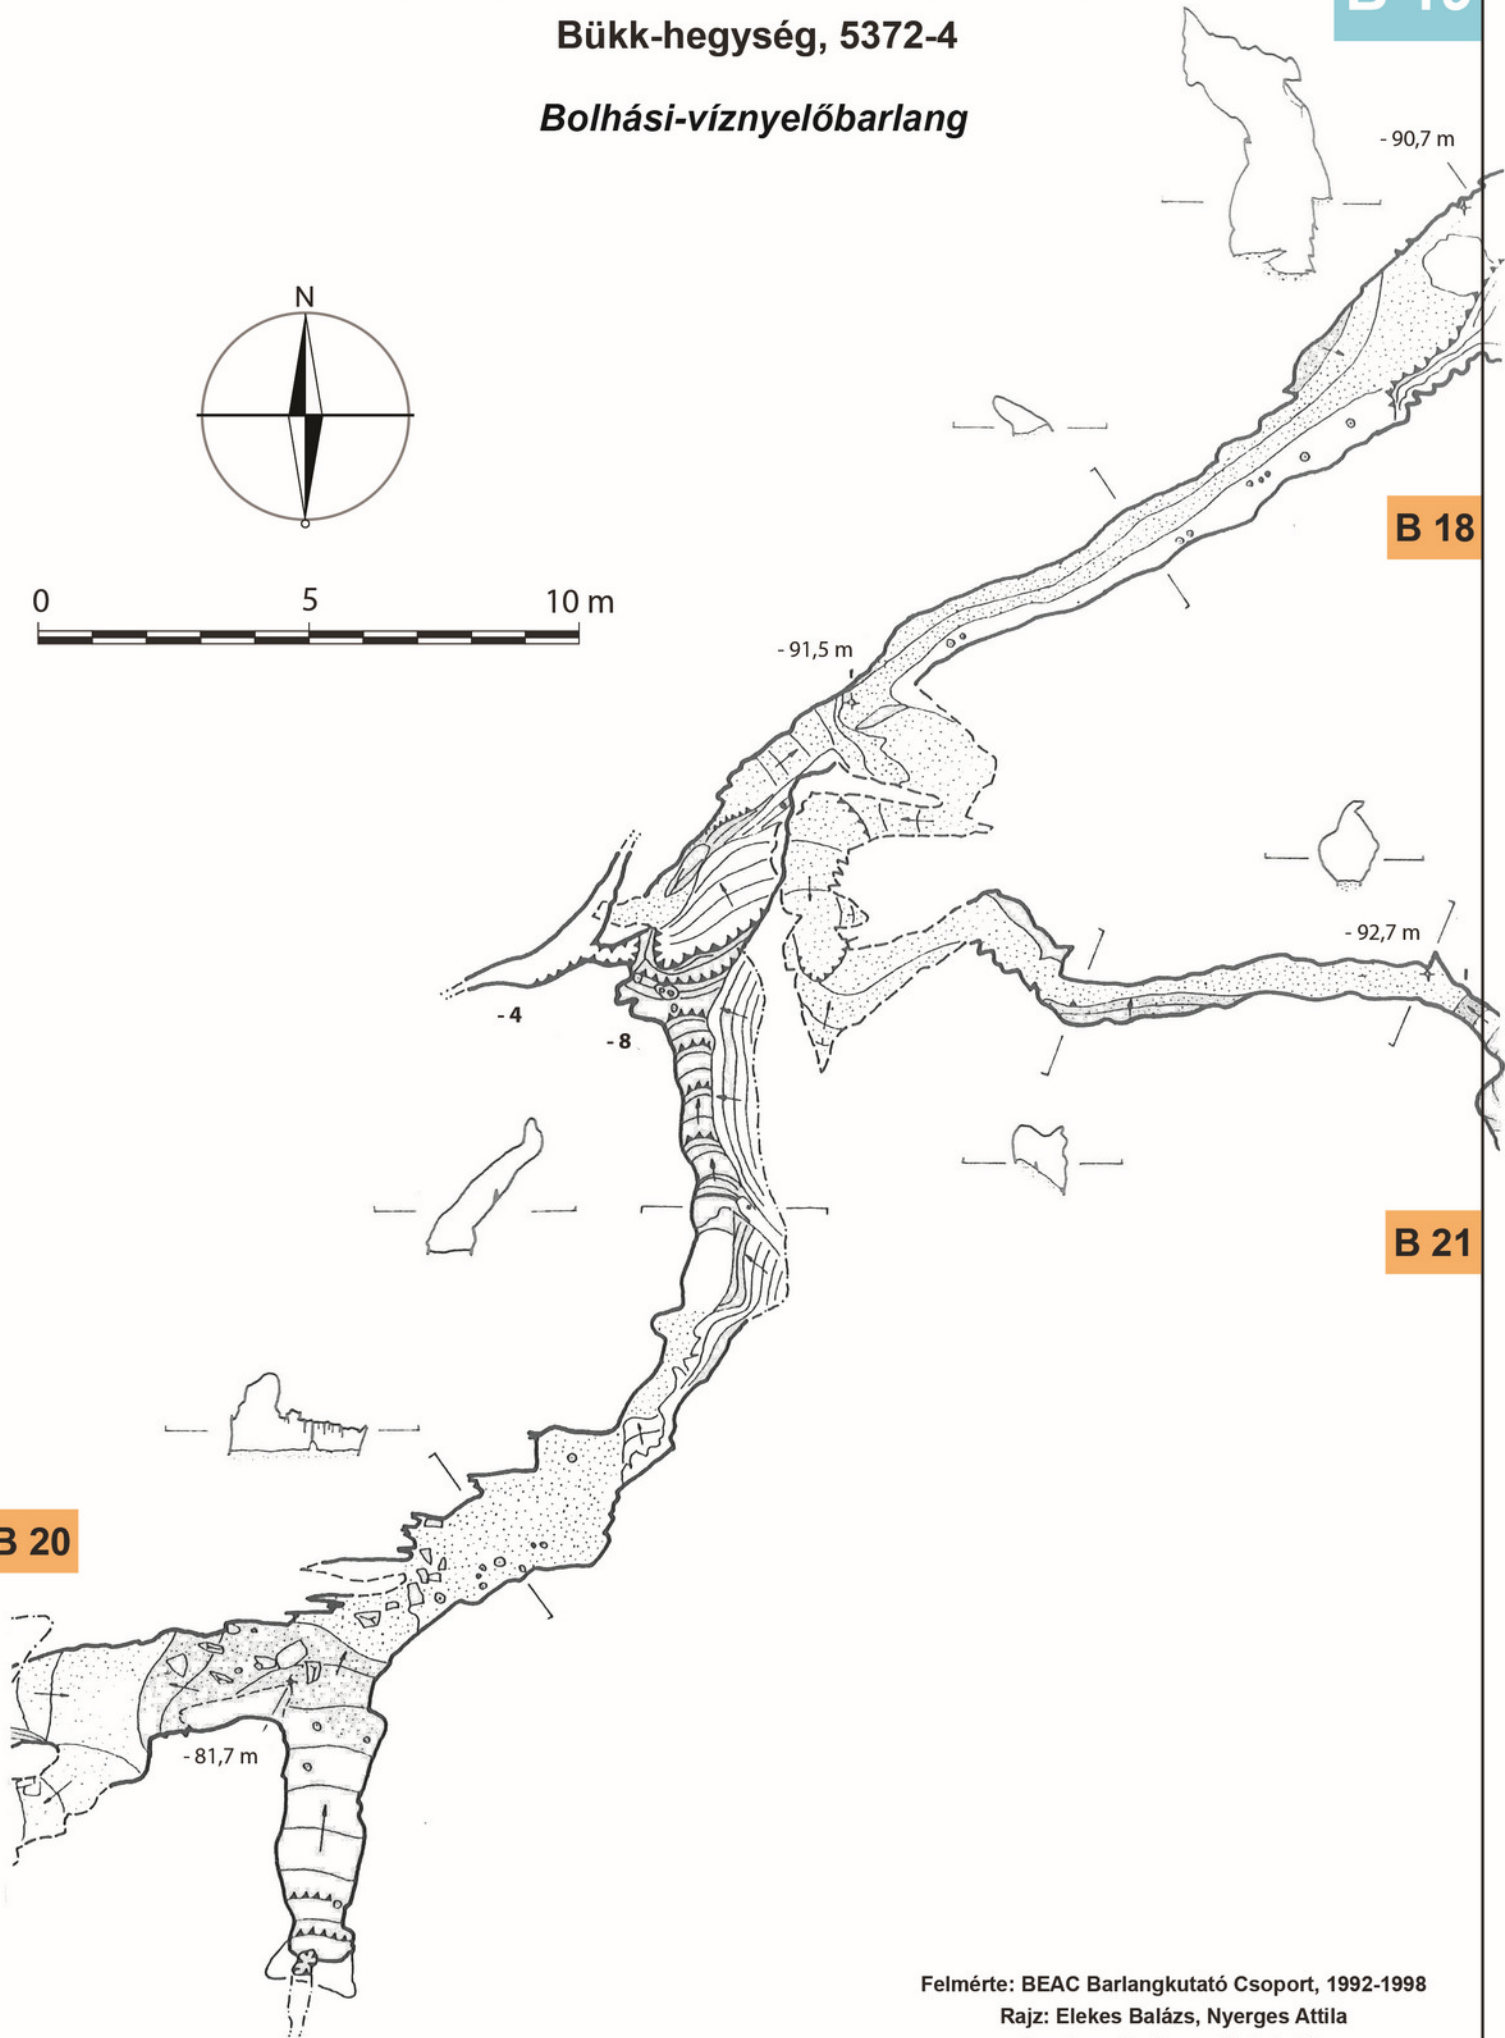 Bükk-hegység, 5372-4
Bolhási-víznyelőbarlang
- 90,7 m
N
B 18
0 5 10 m
- 91,5 m
- 92,7 m
- 4
- 8
B 21
B 20
- 81,7 m
Felmérte: BEAC Barlangkutató Csoport, 1992-1998
Rajz: Elekes Balázs, Nyerges Attila